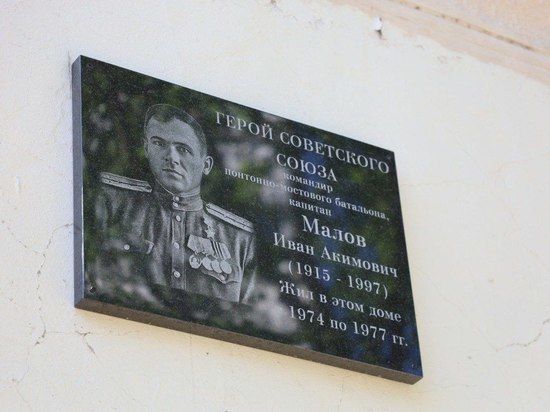 ГЕРОЙ СОВЕТСКОГО
СОЮЗА
командир
понтонно-мостового батальона,
капитан
Малов
Иван Акимович
(1915 - 1997)
Жил в этом доме
1974 по 1977 гг.